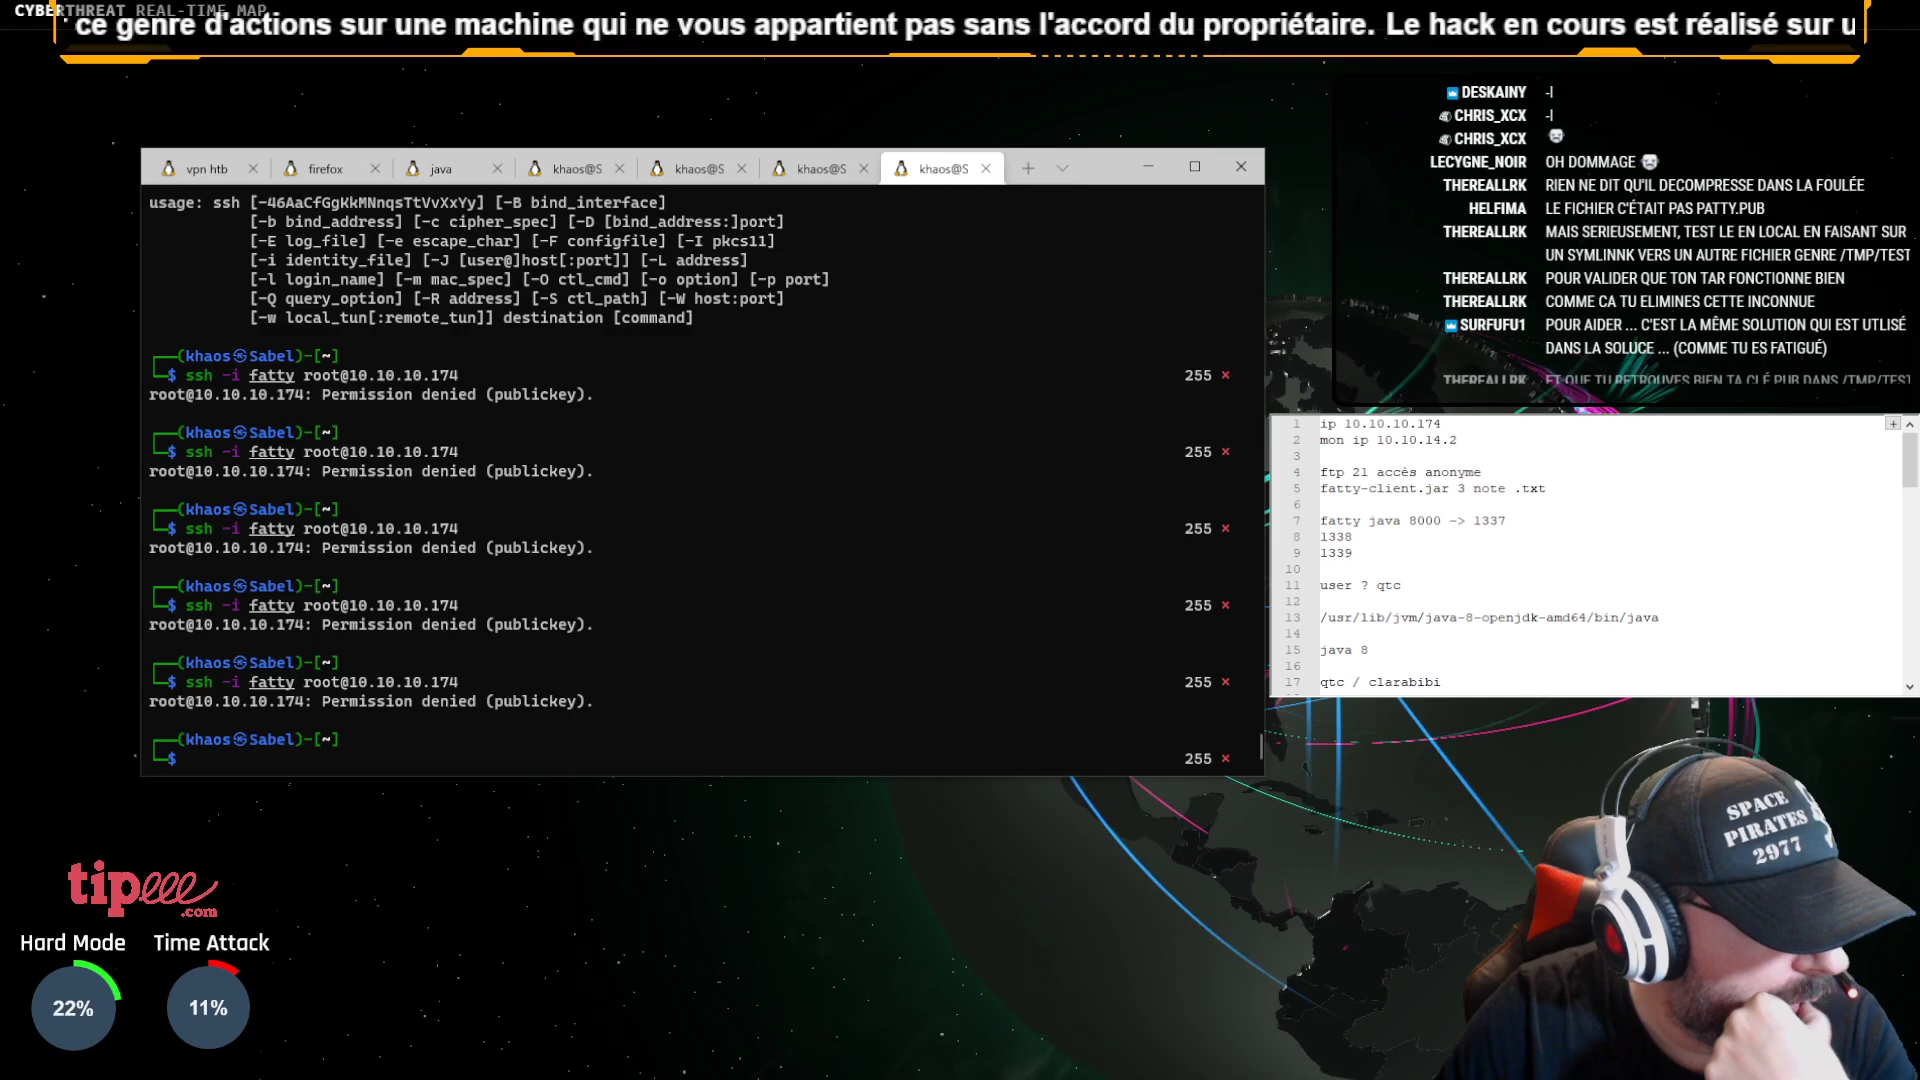 CYBERTHREAT REAL-TIME MAP
ce genre d'actions sur une machine qui ne vous appartient pas sans l'accord du propriétaire. Le hack en cours est réalisé sur u
DESKAINY -l
CHRIS_XCX -l
CHRIS_XCX
LECYGNE_NOIR OH DOMMAGE
THEREALLRK RIEN NE DIT QU'IL DECOMPRESSE DANS LA FOULÉE
HELFIMA LE FICHIER C'ÉTAIT PAS PATTY.PUB
THEREALLRK MAIS SERIEUSEMENT, TEST LE EN LOCAL EN FAISANT SUR
UN SYMLINNK VERS UN AUTRE FICHIER GENRE /TMP/TEST
THEREALLRK POUR VALIDER QUE TON TAR FONCTIONNE BIEN
THEREALLRK COMME CA TU ELIMINES CETTE INCONNUE
SURFUFU1 POUR AIDER ... C'EST LA MÊME SOLUTION QUI EST UTLISÉ
DANS LA SOLUCE ... (COMME TU ES FATIGUÉ)
THEREALLRK ET QUE TU RETROUVES BIEN TA CLÉ PUB DANS /TMP/TEST
vpn htb
firefox
java
khaos@S
khaos@S
khaos@S
khaos@S
usage: ssh [-46AaCfGgKkMNnqsTtVvXxYy] [-B bind_interface]
[-b bind_address] [-c cipher_spec] [-D [bind_address:]port]
[-E log_file] [-e escape_char] [-F configfile] [-I pkcs11]
[-i identity_file] [-J [user@]host[:port]] [-L address]
[-l login_name] [-m mac_spec] [-O ctl_cmd] [-o option] [-p port]
[-Q query_option] [-R address] [-S ctl_path] [-W host:port]
[-w local_tun[:remote_tun]] destination [command]
┌──(khaos㉿Sabel)-[~]
└─$ ssh -i fatty root@10.10.10.174 255 ×
root@10.10.10.174: Permission denied (publickey).
┌──(khaos㉿Sabel)-[~]
└─$ ssh -i fatty root@10.10.10.174 255 ×
root@10.10.10.174: Permission denied (publickey).
┌──(khaos㉿Sabel)-[~]
└─$ ssh -i fatty root@10.10.10.174 255 ×
root@10.10.10.174: Permission denied (publickey).
┌──(khaos㉿Sabel)-[~]
└─$ ssh -i fatty root@10.10.10.174 255 ×
root@10.10.10.174: Permission denied (publickey).
┌──(khaos㉿Sabel)-[~]
└─$ ssh -i fatty root@10.10.10.174 255 ×
root@10.10.10.174: Permission denied (publickey).
┌──(khaos㉿Sabel)-[~]
└─$ 255 ×
1 ip 10.10.10.174
2 mon ip 10.10.14.2
3
4 ftp 21 accès anonyme
5 fatty-client.jar 3 note .txt
6
7 fatty java 8000 -> 1337
8 1338
9 1339
10
11 user ? qtc
12
13 /usr/lib/jvm/java-8-openjdk-amd64/bin/java
14
15 java 8
16
17 qtc / clarabibi
SPACE
PIRATES
2977
tipeee
.com
Hard Mode
Time Attack
22%
11%